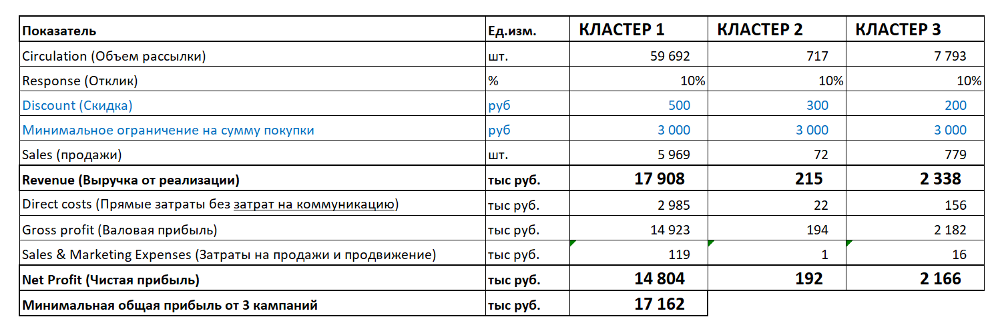 Показатель Ед.изм. КЛАСТЕР 1 КЛАСТЕР 2 КЛАСТЕР 3
Circulation (Объем рассылки) шт. 59 692 717 7 793
Response (Отклик) % 10% 10% 10%
Discount (Скидка) руб 500 300 200
Минимальное ограничение на сумму покупки руб 3 000 3 000 3 000
Sales (продажи) шт. 5 969 72 779
Revenue (Выручка от реализации) тыс руб. 17 908 215 2 338
Direct costs (Прямые затраты без затрат на коммуникацию) тыс руб. 2 985 22 156
Gross profit (Валовая прибыль) тыс руб. 14 923 194 2 182
Sales & Marketing Expenses (Затраты на продажи и продвижение) тыс руб. 119 1 16
Net Profit (Чистая прибыль) тыс руб. 14 804 192 2 166
Минимальная общая прибыль от 3 кампаний тыс руб. 17 162